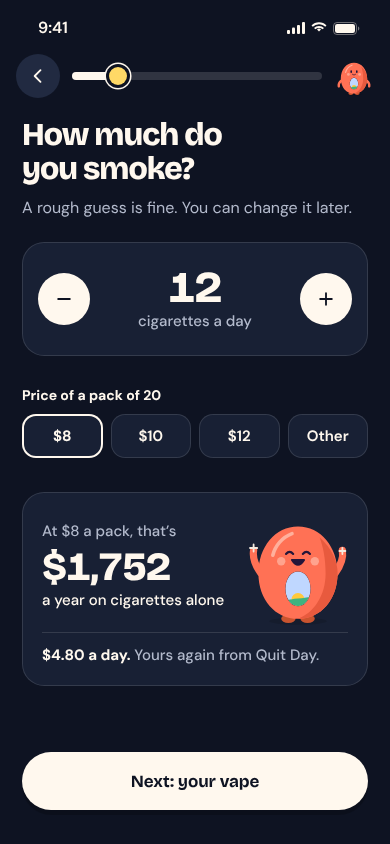 9:41
How much do
you smoke?
A rough guess is fine. You can change it later.
12
cigarettes a day
Price of a pack of 20
$8
$10
$12
Other
At $8 a pack, that's
$1,752
a year on cigarettes alone
$4.80 a day. Yours again from Quit Day.
Next: your vape